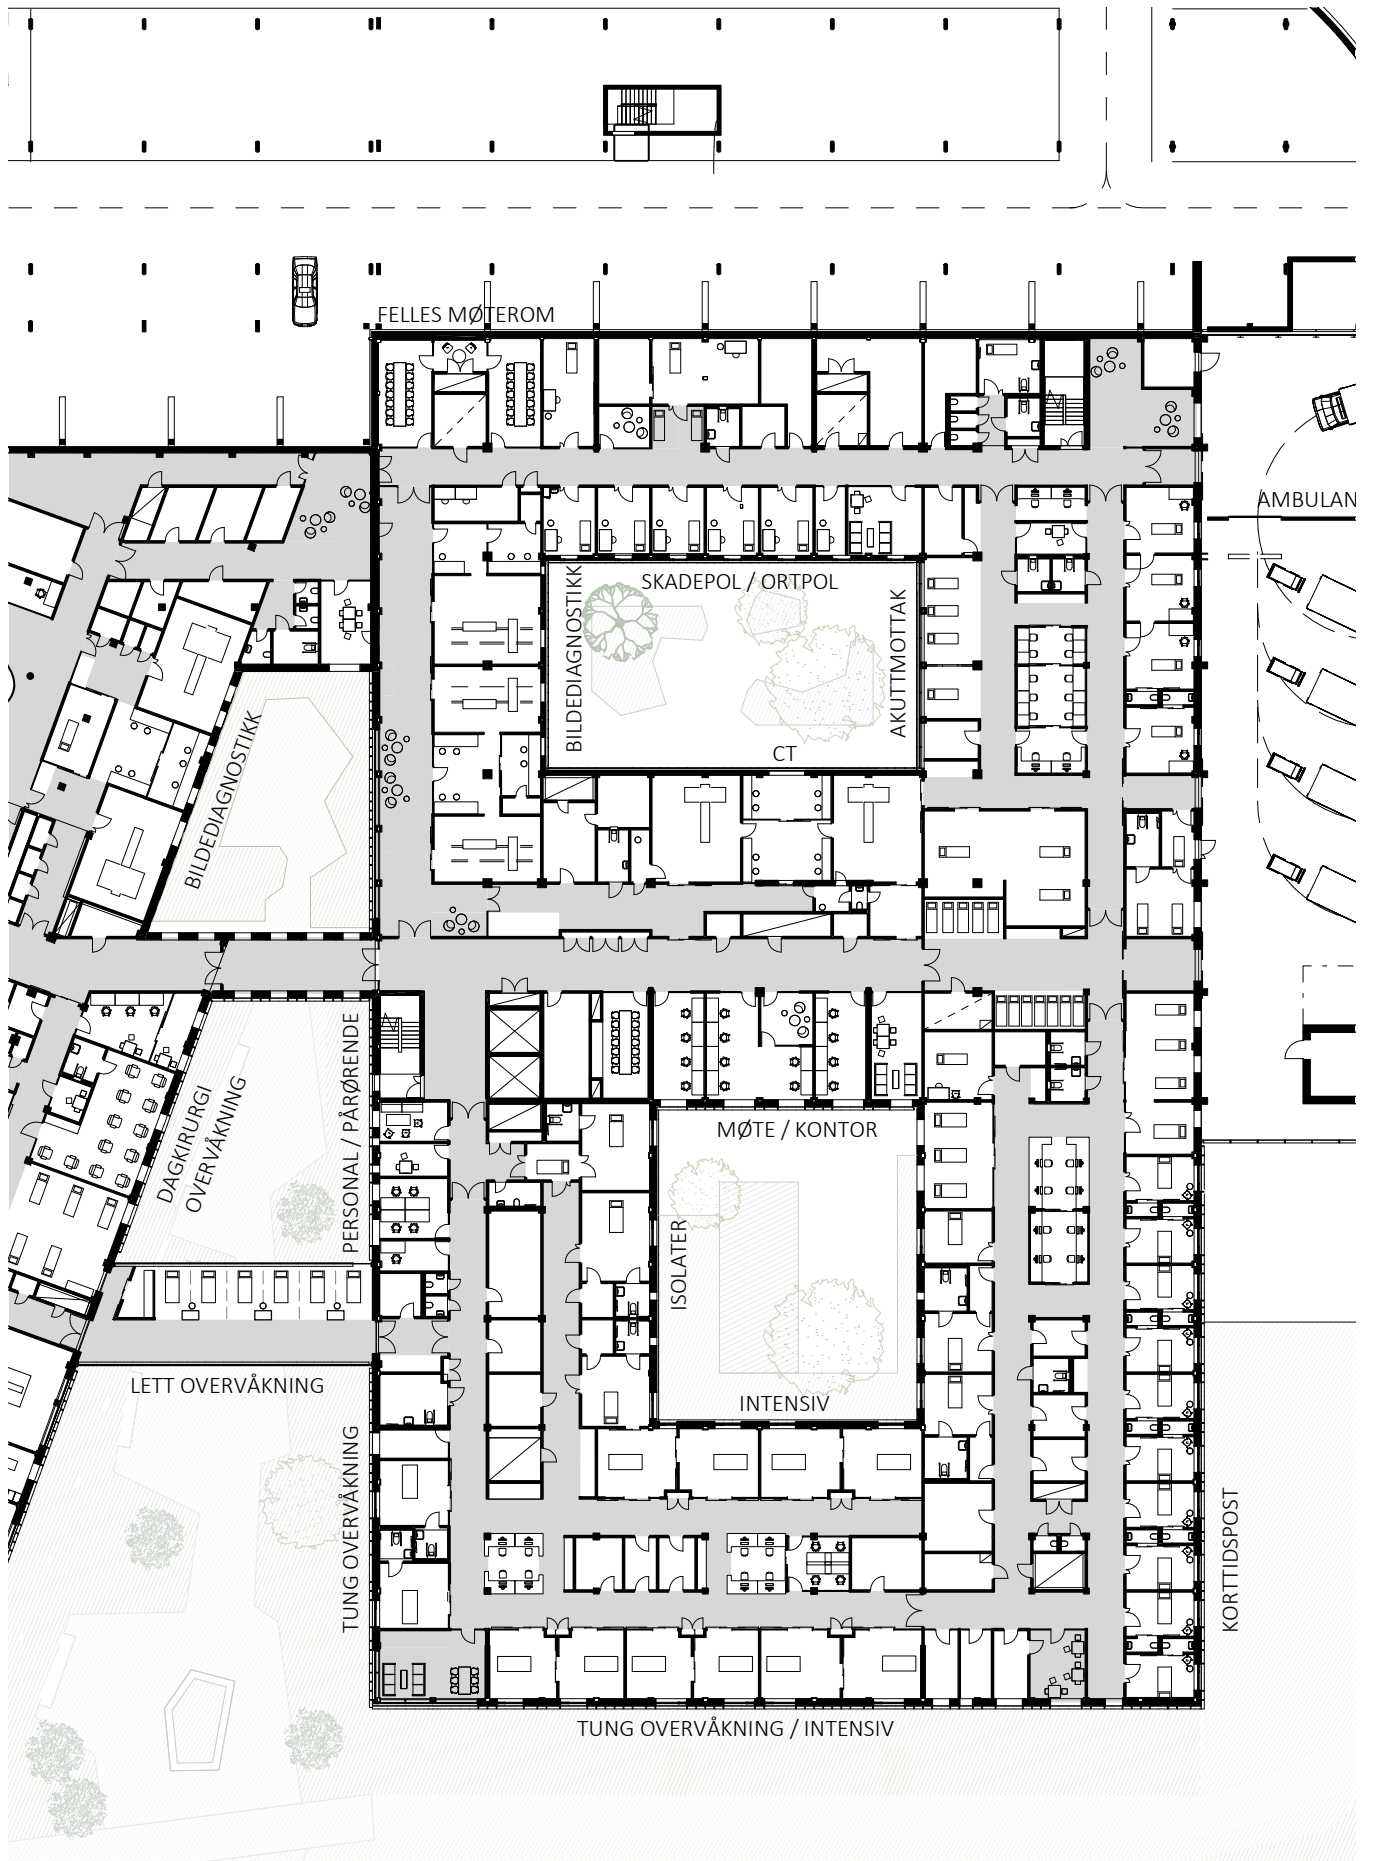 FELLES MØTEROM
AMBULAN
SKADEPOL / ORTPOL
BILDEDIAGNOSTIKK
AKUTTMOTTAK
CT
BILDEDIAGNOSTIKK
PERSONAL / PÅRØRENDE
DAGKIRURGI
OVERVÅKNING
MØTE / KONTOR
ISOLATER
INTENSIV
LETT OVERVÅKNING
TUNG OVERVÅKNING
KORTTIDSPOST
TUNG OVERVÅKNING / INTENSIV